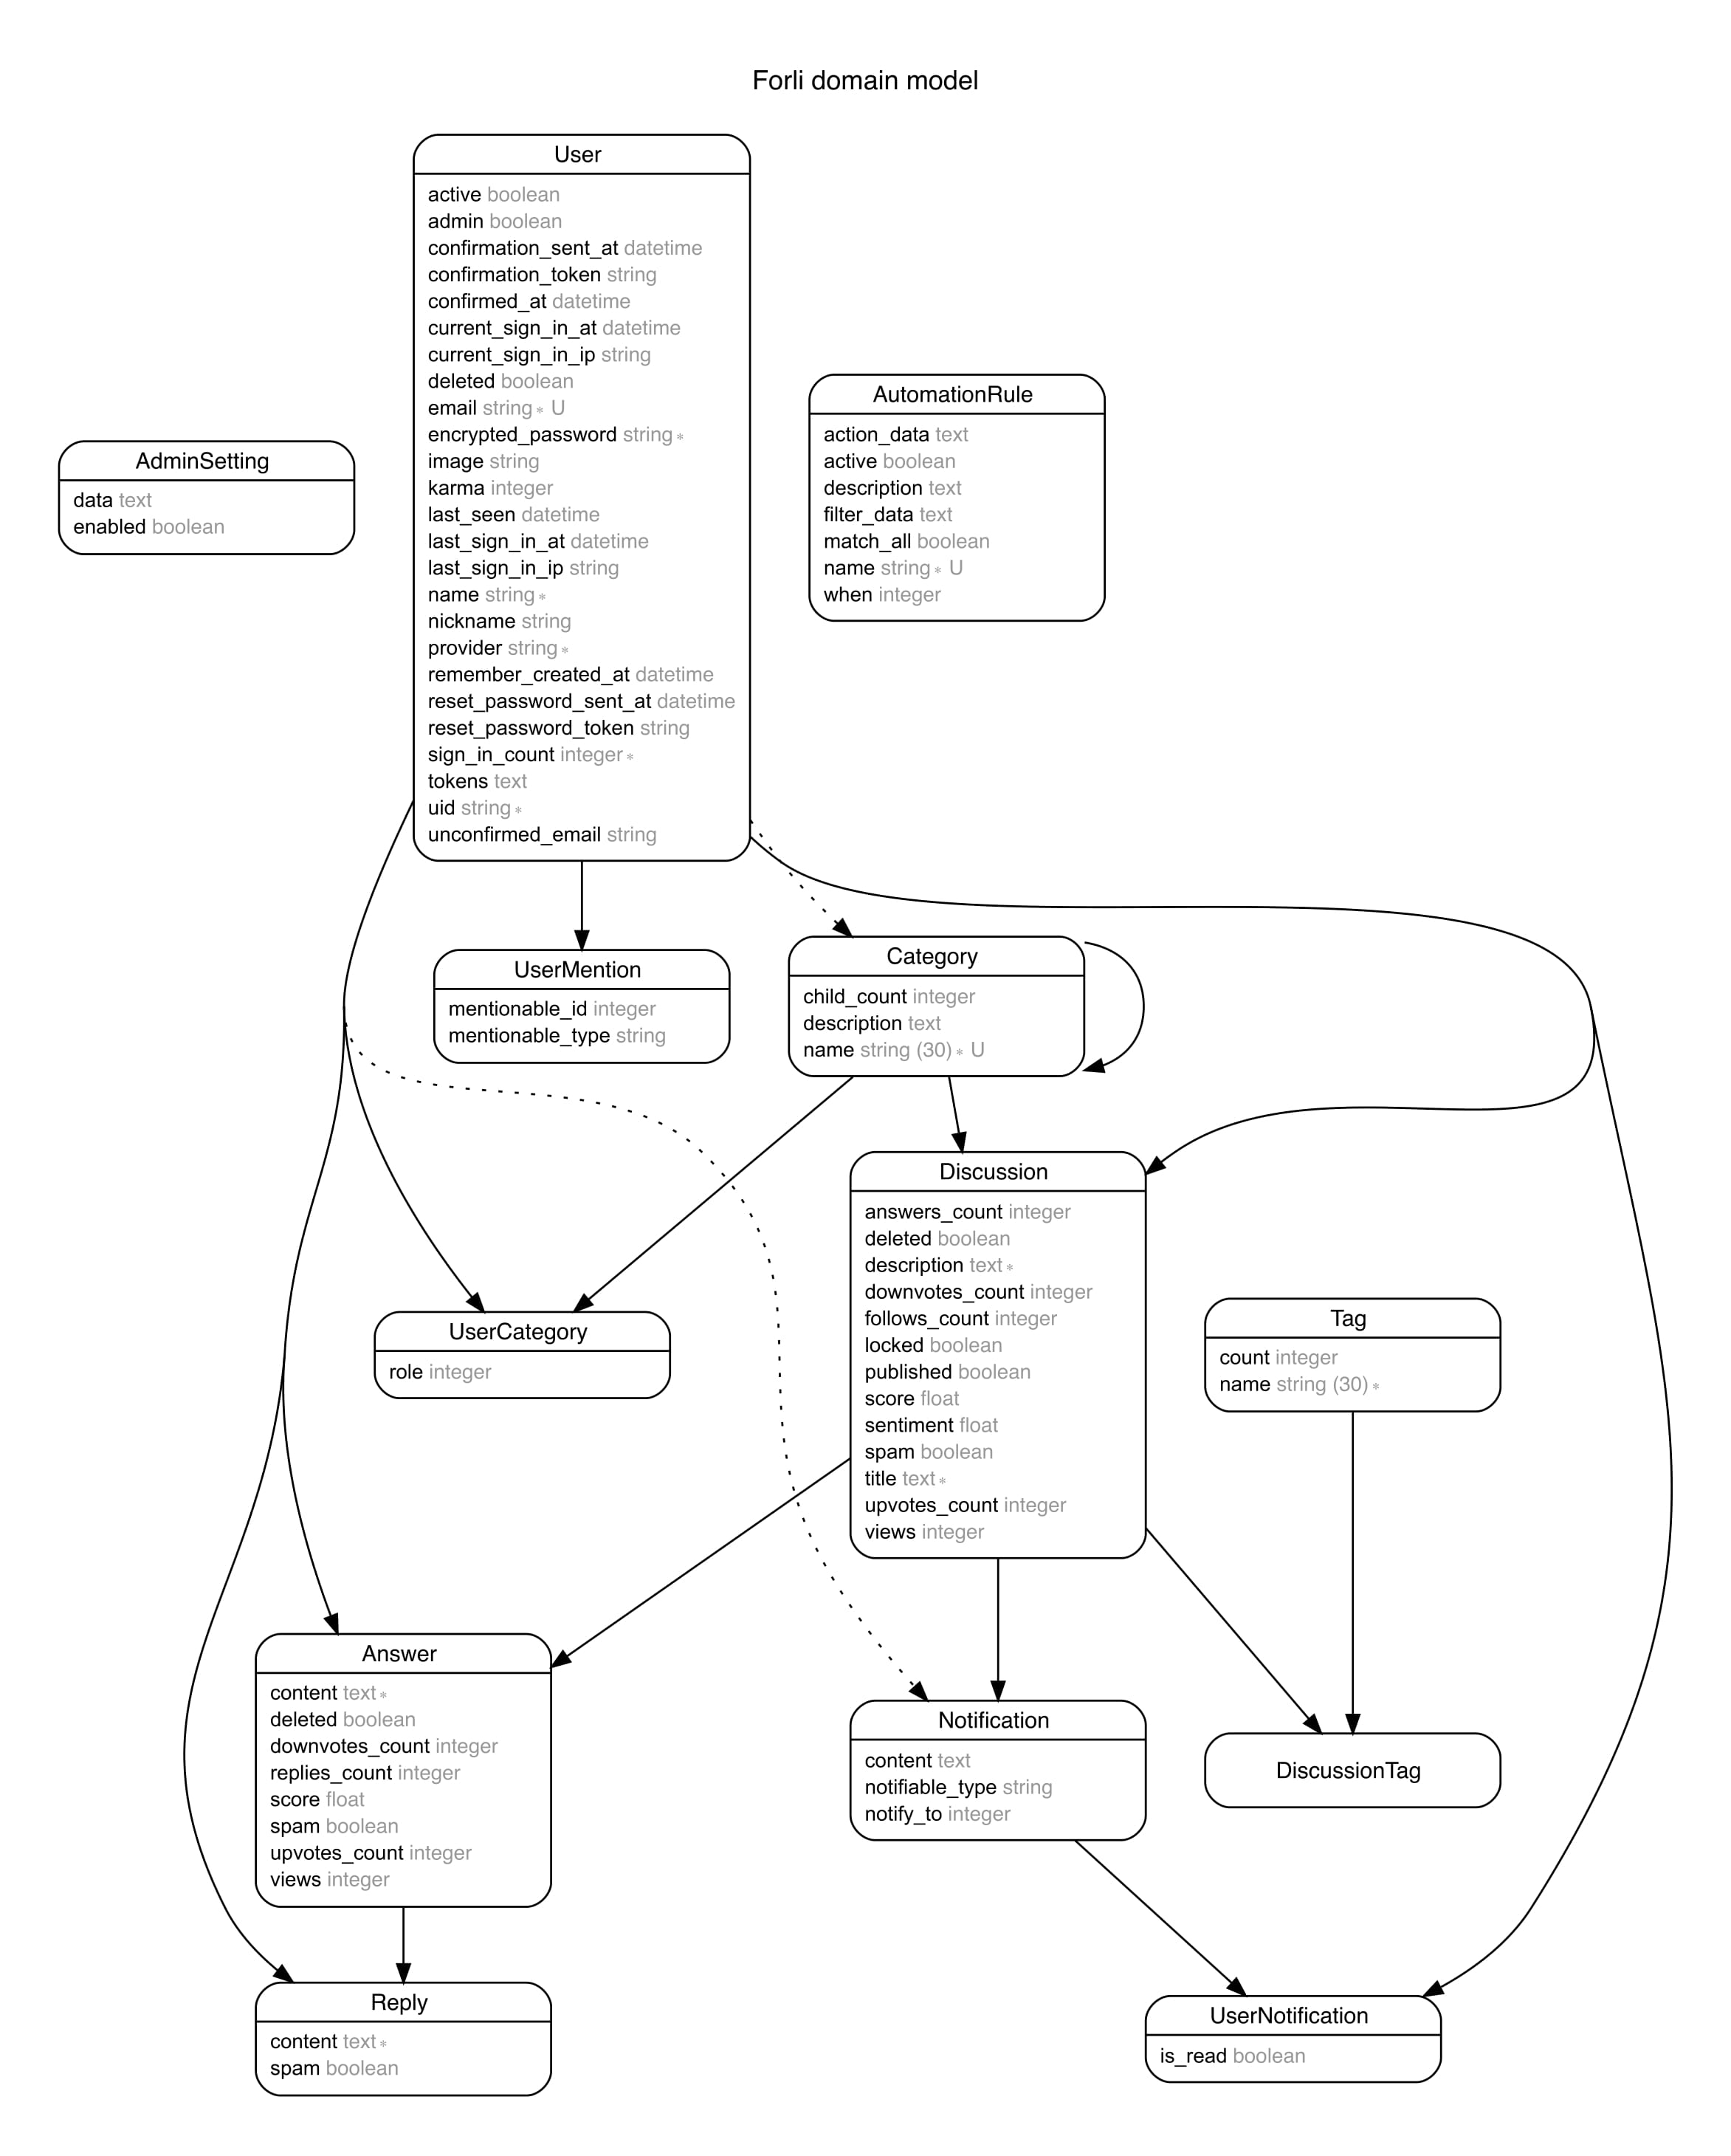 Forli domain model
User
active boolean
admin boolean
confirmation_sent_at datetime
confirmation_token string
confirmed_at datetime
current_sign_in_at datetime
current_sign_in_ip string
deleted boolean
email string∗ U
encrypted_password string∗
image string
karma integer
last_seen datetime
last_sign_in_at datetime
last_sign_in_ip string
name string∗
nickname string
provider string∗
remember_created_at datetime
reset_password_sent_at datetime
reset_password_token string
sign_in_count integer∗
tokens text
uid string∗
unconfirmed_email string
AutomationRule
action_data text
active boolean
description text
filter_data text
match_all boolean
name string∗ U
when integer
AdminSetting
data text
enabled boolean
UserMention
mentionable_id integer
mentionable_type string
Category
child_count integer
description text
name string (30)∗ U
Discussion
answers_count integer
deleted boolean
description text∗
downvotes_count integer
follows_count integer
locked boolean
published boolean
score float
sentiment float
spam boolean
title text∗
upvotes_count integer
views integer
UserCategory
role integer
Tag
count integer
name string (30)∗
Answer
content text∗
deleted boolean
downvotes_count integer
replies_count integer
score float
spam boolean
upvotes_count integer
views integer
Notification
content text
notifiable_type string
notify_to integer
DiscussionTag
Reply
content text∗
spam boolean
UserNotification
is_read boolean